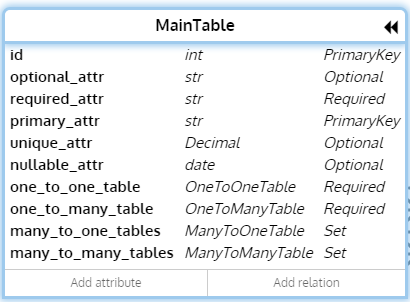 MainTable
id int PrimaryKey
optional_attr str Optional
required_attr str Required
primary_attr str PrimaryKey
unique_attr Decimal Optional
nullable_attr date Optional
one_to_one_table OneToOneTable Required
one_to_many_table OneToManyTable Required
many_to_one_tables ManyToOneTable Set
many_to_many_tables ManyToManyTable Set
Add attribute Add relation